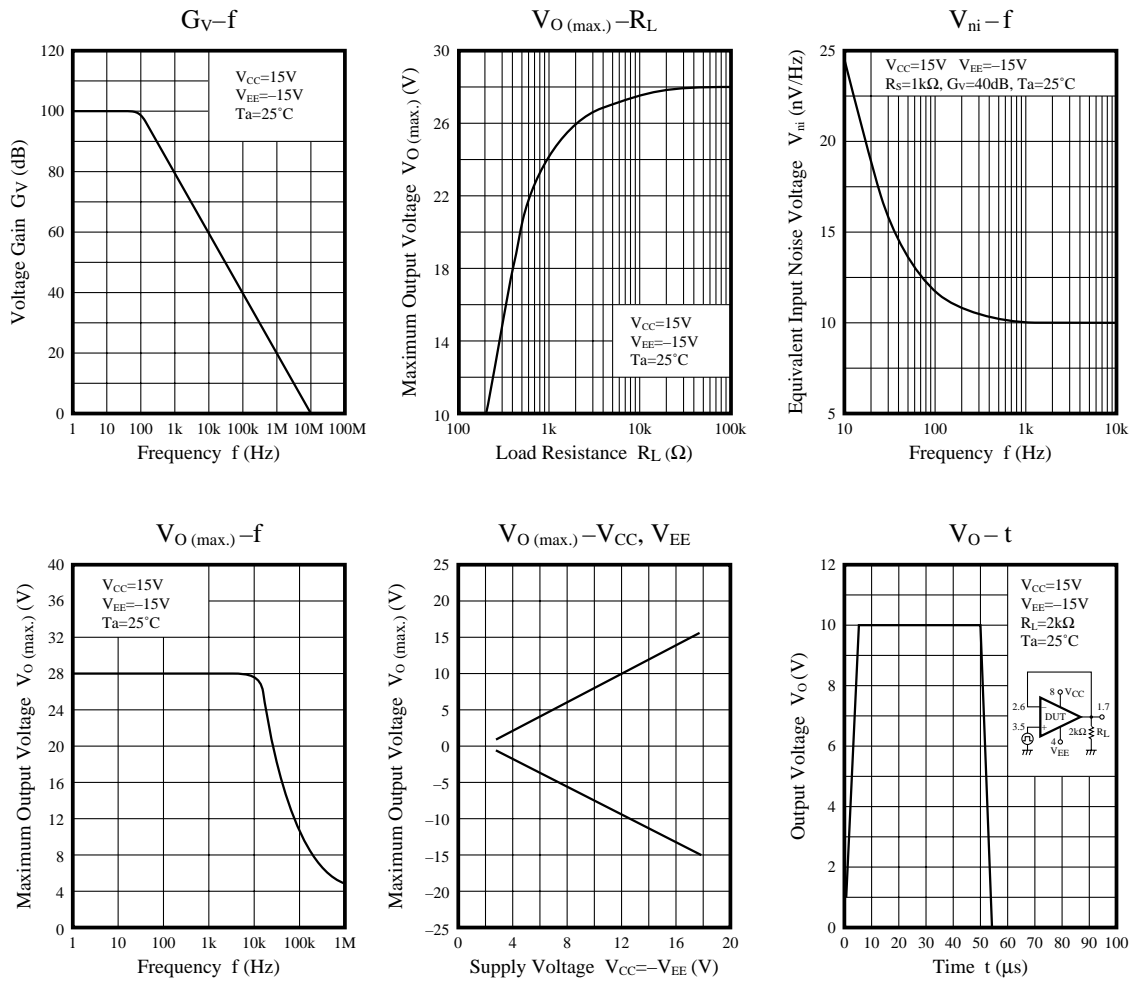 GV–f
120
100
80
60
40
20
0
Voltage Gain GV (dB)
VCC=15V
VEE=–15V
Ta=25˚C
1 10 100 1k 10k 100k 1M 10M 100M
Frequency f (Hz)
VO (max.) –RL
30
26
22
18
14
10
Maximum Output Voltage VO (max.) (V)
VCC=15V
VEE=–15V
Ta=25˚C
100 1k 10k 100k
Load Resistance RL (Ω)
Vni – f
25
20
15
10
5
Equivalent Input Noise Voltage Vni (nV/Hz)
VCC=15V VEE=–15V
RS=1kΩ, GV=40dB, Ta=25˚C
10 100 1k 10k
Frequency f (Hz)
VO (max.) –f
40
36
32
28
24
20
16
12
8
4
0
Maximum Output Voltage VO (max.) (V)
VCC=15V
VEE=–15V
Ta=25˚C
1 10 100 1k 10k 100k 1M
Frequency f (Hz)
VO (max.) –VCC, VEE
25
20
15
10
5
0
–5
–10
–15
–20
–25
Maximum Output Voltage VO (max.) (V)
0 4 8 12 16 20
Supply Voltage VCC=–VEE (V)
VO – t
12
10
8
6
4
2
0
Output Voltage VO (V)
VCC=15V
VEE=–15V
RL=2kΩ
Ta=25˚C
8 VCC
2.6 –
DUT
1.7
3.5 +
2kΩ RL
4
VEE
0 10 20 30 40 50 60 70 80 90 100
Time t (µs)